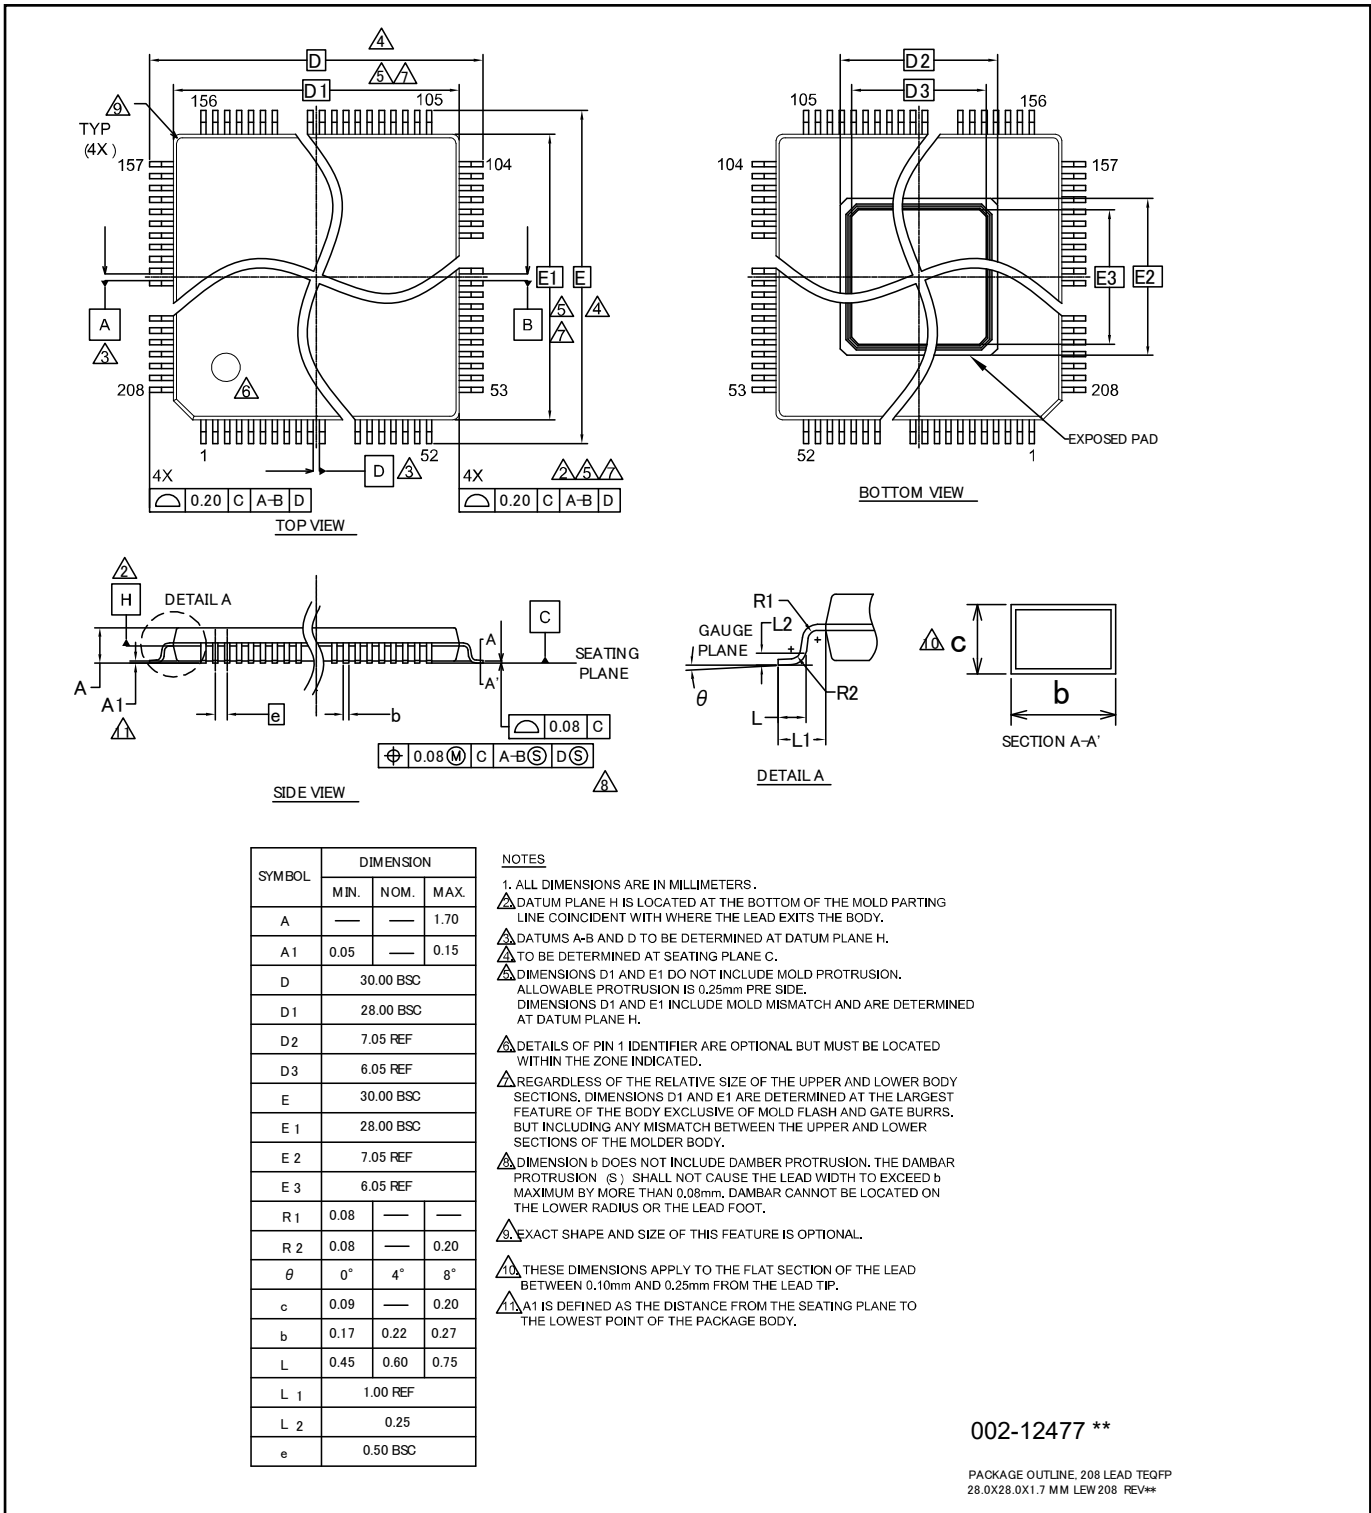 4
D
5 7
D1
9
TYP
(4X )
156
105
157
104
A
3
E1
E
5
4
7
B
208
6
53
1
52
D
3
4X
0.20 C A-B D
4X
2 5 7
0.20 C A-B D
TOP VIEW
D2
D3
105
156
104
157
E3
E2
53
208
EXPOSED PAD
52
1
BOTTOM VIEW
2
H
DETAIL A
C
A
A'
SEATING
PLANE
A
A1
11
e
b
0.08 C
0.08 M C A-B S D S
8
SIDE VIEW
R1
L2
GAUGE
PLANE
θ
R2
L
L1
DETAIL A
10 c
b
SECTION A-A'
SYMBOL DIMENSION
MIN. NOM. MAX.
A — — 1.70
A1 0.05 — 0.15
D 30.00 BSC
D1 28.00 BSC
D2 7.05 REF
D3 6.05 REF
E 30.00 BSC
E 1 28.00 BSC
E 2 7.05 REF
E 3 6.05 REF
R 1 0.08 — —
R 2 0.08 — 0.20
θ 0° 4° 8°
c 0.09 — 0.20
b 0.17 0.22 0.27
L 0.45 0.60 0.75
L 1 1.00 REF
L 2 0.25
e 0.50 BSC
NOTES
1. ALL DIMENSIONS ARE IN MILLIMETERS.
2. DATUM PLANE H IS LOCATED AT THE BOTTOM OF THE MOLD PARTING
LINE COINCIDENT WITH WHERE THE LEAD EXITS THE BODY.
3. DATUMS A-B AND D TO BE DETERMINED AT DATUM PLANE H.
4. TO BE DETERMINED AT SEATING PLANE C.
5. DIMENSIONS D1 AND E1 DO NOT INCLUDE MOLD PROTRUSION.
ALLOWABLE PROTRUSION IS 0.25mm PRE SIDE.
DIMENSIONS D1 AND E1 INCLUDE MOLD MISMATCH AND ARE DETERMINED
AT DATUM PLANE H.
6. DETAILS OF PIN 1 IDENTIFIER ARE OPTIONAL BUT MUST BE LOCATED
WITHIN THE ZONE INDICATED.
7. REGARDLESS OF THE RELATIVE SIZE OF THE UPPER AND LOWER BODY
SECTIONS. DIMENSIONS D1 AND E1 ARE DETERMINED AT THE LARGEST
FEATURE OF THE BODY EXCLUSIVE OF MOLD FLASH AND GATE BURRS.
BUT INCLUDING ANY MISMATCH BETWEEN THE UPPER AND LOWER
SECTIONS OF THE MOLDER BODY.
8. DIMENSION b DOES NOT INCLUDE DAMBER PROTRUSION. THE DAMBAR
PROTRUSION (S) SHALL NOT CAUSE THE LEAD WIDTH TO EXCEED b
MAXIMUM BY MORE THAN 0.08mm. DAMBAR CANNOT BE LOCATED ON
THE LOWER RADIUS OR THE LEAD FOOT.
9. EXACT SHAPE AND SIZE OF THIS FEATURE IS OPTIONAL.
10. THESE DIMENSIONS APPLY TO THE FLAT SECTION OF THE LEAD
BETWEEN 0.10mm AND 0.25mm FROM THE LEAD TIP.
11. A1 IS DEFINED AS THE DISTANCE FROM THE SEATING PLANE TO
THE LOWEST POINT OF THE PACKAGE BODY.
002-12477 **
PACKAGE OUTLINE, 208 LEAD TEQFP
28.0X28.0X1.7 MM LEW208 REV**